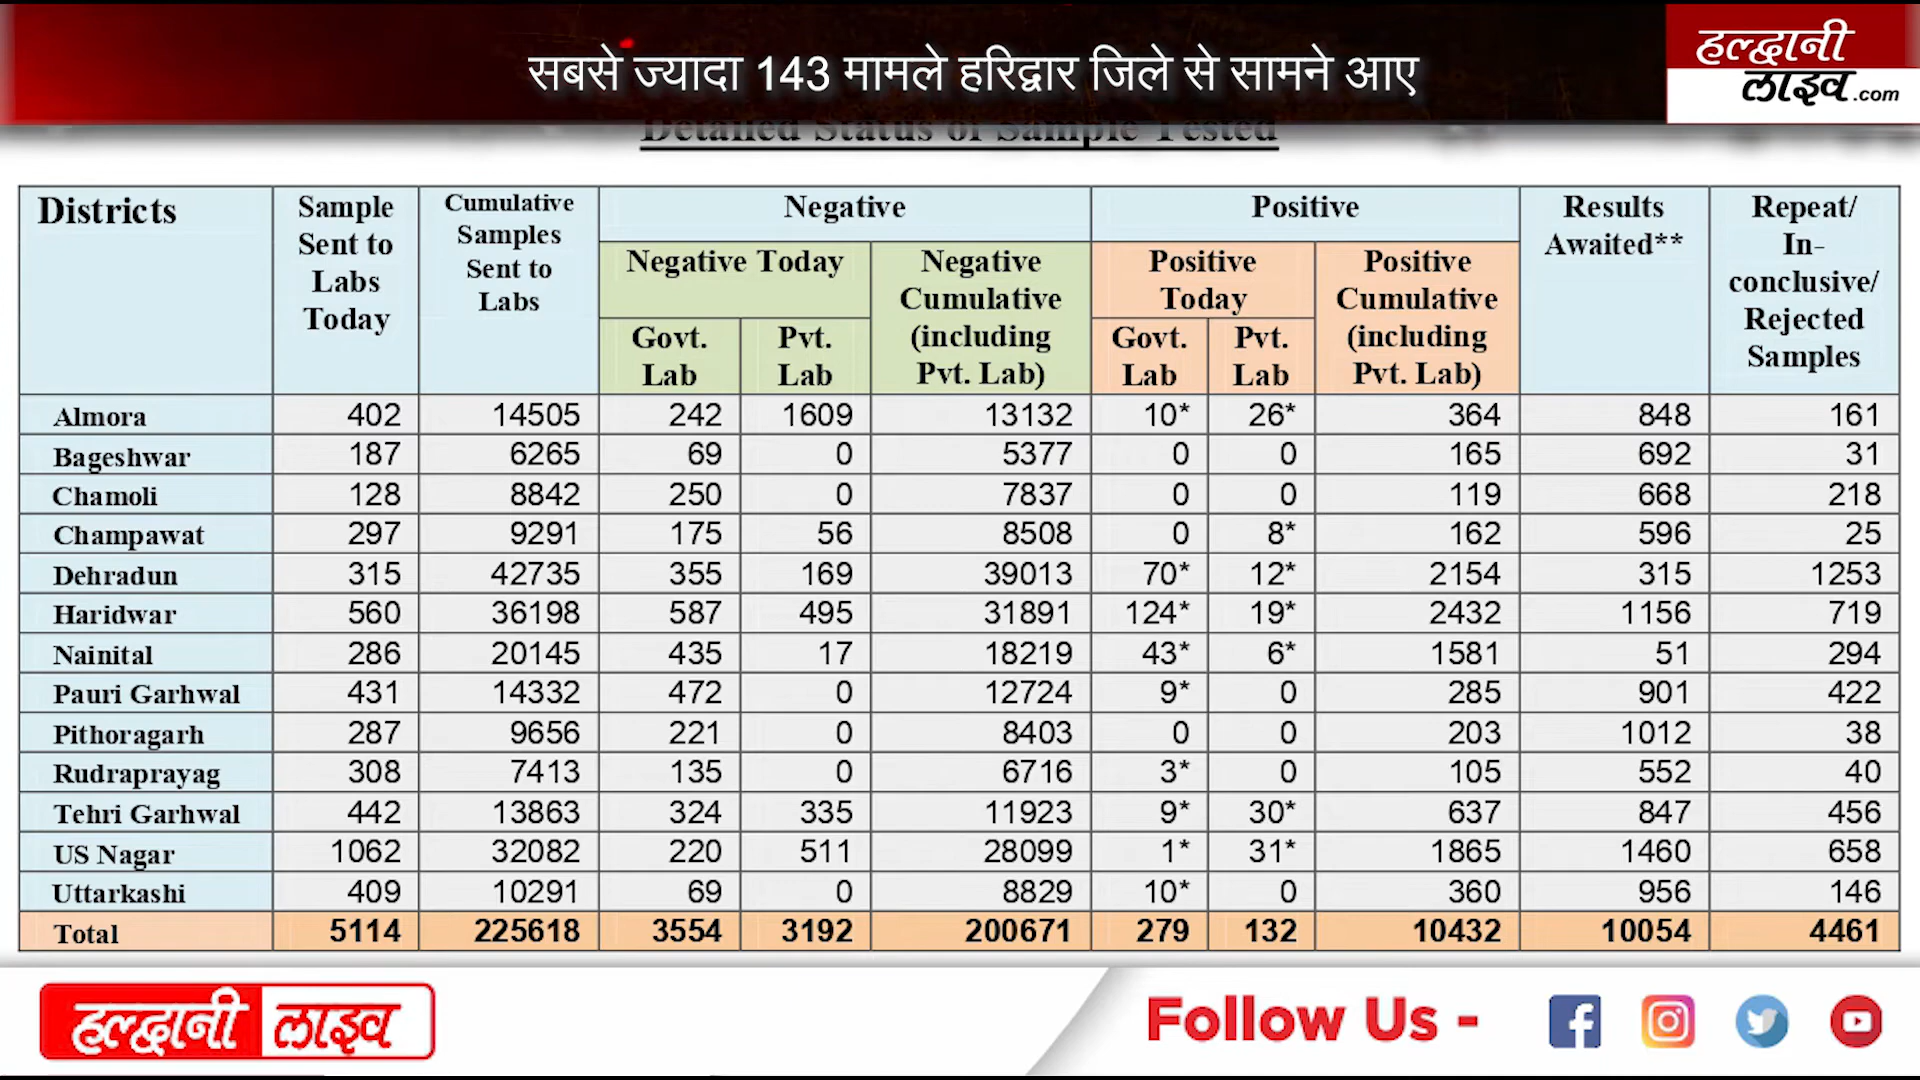 सबसे ज्यादा 143 मामले हरिद्वार जिले से सामने आए
हल्द्वानी
लाइव.com
Detailed Status of Sample Tested
Districts Sample Sent to Labs Today Cumulative Samples Sent to Labs Negative Positive Results Awaited** Repeat/ In-conclusive/ Rejected Samples
Negative Today Negative Cumulative (including Pvt. Lab) Positive Today Positive Cumulative (including Pvt. Lab)
Govt. Lab Pvt. Lab Govt. Lab Pvt. Lab
Almora 402 14505 242 1609 13132 10* 26* 364 848 161
Bageshwar 187 6265 69 0 5377 0 0 165 692 31
Chamoli 128 8842 250 0 7837 0 0 119 668 218
Champawat 297 9291 175 56 8508 0 8* 162 596 25
Dehradun 315 42735 355 169 39013 70* 12* 2154 315 1253
Haridwar 560 36198 587 495 31891 124* 19* 2432 1156 719
Nainital 286 20145 435 17 18219 43* 6* 1581 51 294
Pauri Garhwal 431 14332 472 0 12724 9* 0 285 901 422
Pithoragarh 287 9656 221 0 8403 0 0 203 1012 38
Rudraprayag 308 7413 135 0 6716 3* 0 105 552 40
Tehri Garhwal 442 13863 324 335 11923 9* 30* 637 847 456
US Nagar 1062 32082 220 511 28099 1* 31* 1865 1460 658
Uttarkashi 409 10291 69 0 8829 10* 0 360 956 146
Total 5114 225618 3554 3192 200671 279 132 10432 10054 4461
हल्द्वानी लाइव
Follow Us -